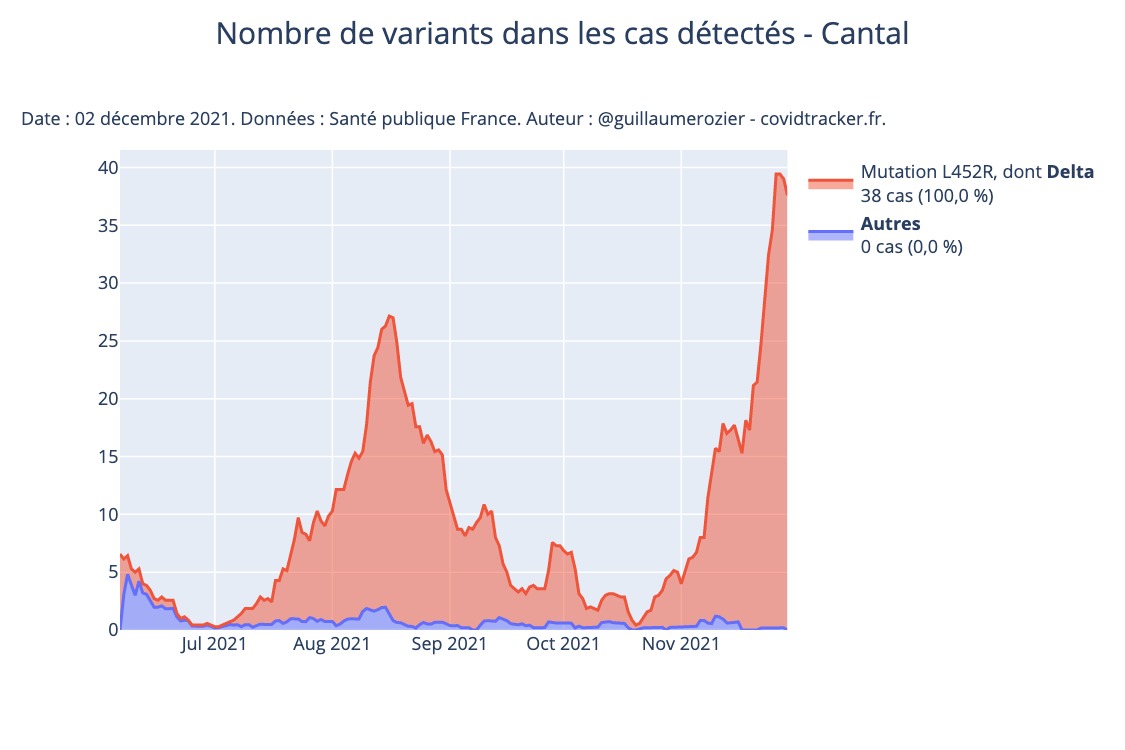 Nombre de variants dans les cas détectés - Cantal
Date : 02 décembre 2021. Données : Santé publique France. Auteur : @guillaumerozier - covidtracker.fr.
40
35
30
25
20
15
10
5
0
Jul 2021
Aug 2021
Sep 2021
Oct 2021
Nov 2021
Mutation L452R, dont Delta
38 cas (100,0 %)
Autres
0 cas (0,0 %)